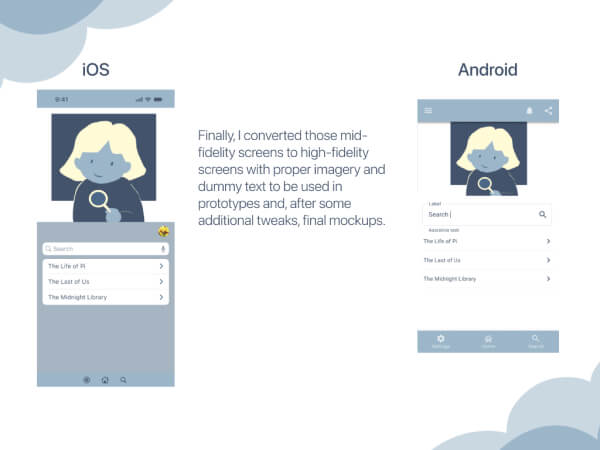 iOS
Android
9:41
Finally, I converted those mid-
fidelity screens to high-fidelity
screens with proper imagery and
dummy text to be used in
prototypes and, after some
additional tweaks, final mockups.
Search
The Life of Pi
The Last of Us
The Midnight Library
Label
Search
Assistive text
The Life of Pi
The Last of Us
The Midnight Library
Settings
Home
Search